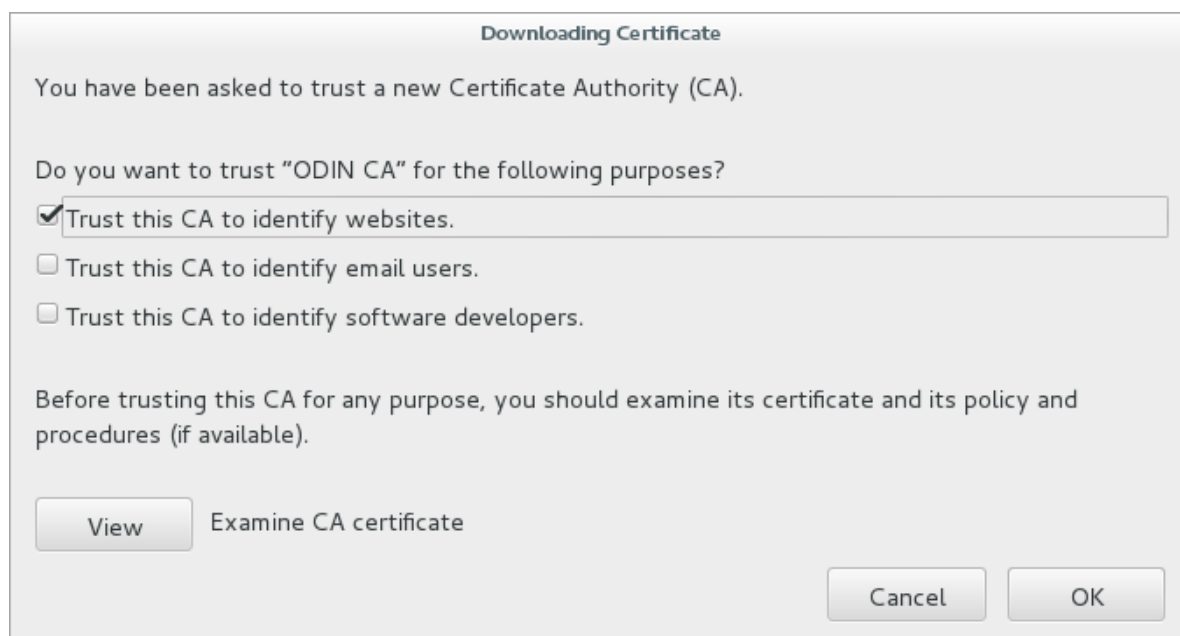 Downloading Certificate
You have been asked to trust a new Certificate Authority (CA).
Do you want to trust "ODIN CA" for the following purposes?
Trust this CA to identify websites.
Trust this CA to identify email users.
Trust this CA to identify software developers.
Before trusting this CA for any purpose, you should examine its certificate and its policy and
procedures (if available).
View Examine CA certificate
Cancel OK